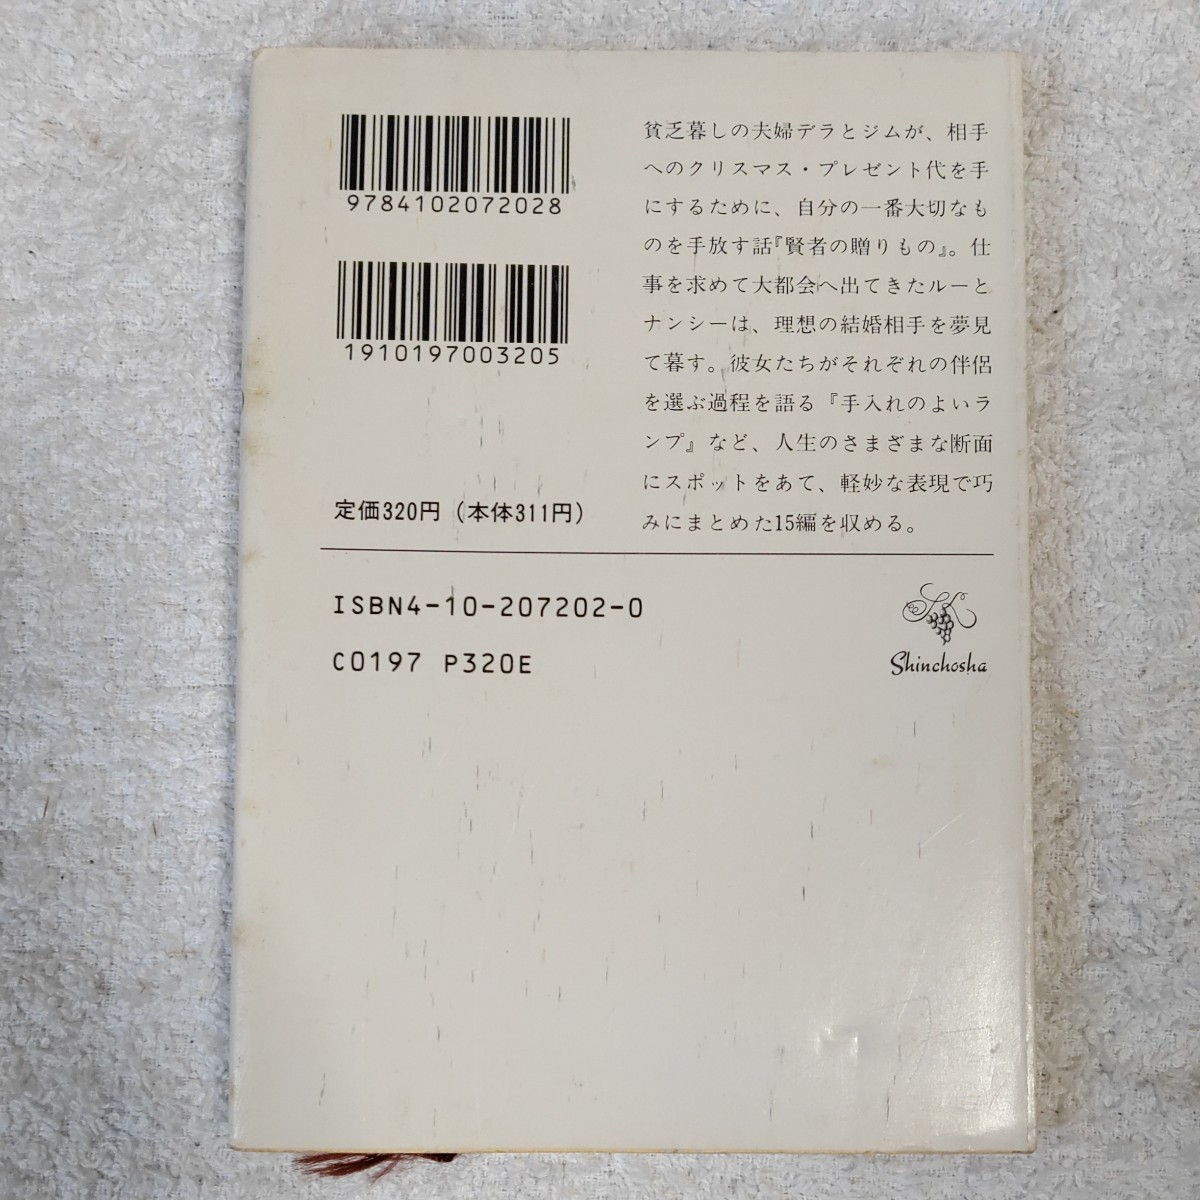 9784102072028
1910197003205
定価320円（本体311円）
貧乏暮しの夫婦デラとジムが、相手
へのクリスマス・プレゼント代を手
にするために、自分の一番大切なも
のを手放す話『賢者の贈りもの』。仕
事を求めて大都会へ出てきたルーと
ナンシーは、理想の結婚相手を夢見
て暮す。彼女たちがそれぞれの伴侶
を選ぶ過程を語る『手入れのよいラ
ンプ』など、人生のさまざまな断面
にスポットをあて、軽妙な表現で巧
みにまとめた15編を収める。
ISBN4-10-207202-0
C0197 P320E
SK
Shinchosha